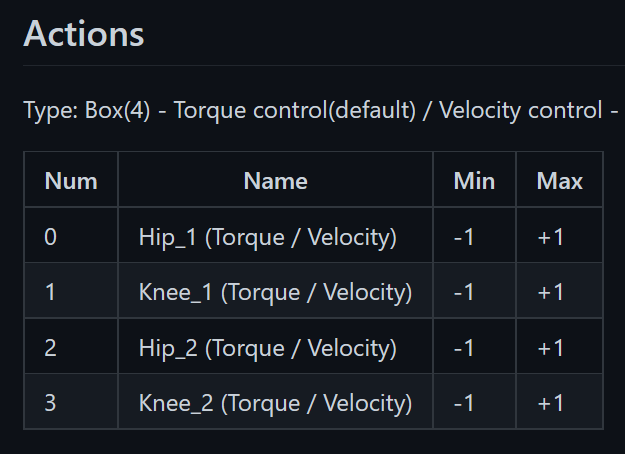 Actions
Type: Box(4) - Torque control(default) / Velocity control -
Num Name Min Max
0 Hip_1 (Torque / Velocity) -1 +1
1 Knee_1 (Torque / Velocity) -1 +1
2 Hip_2 (Torque / Velocity) -1 +1
3 Knee_2 (Torque / Velocity) -1 +1